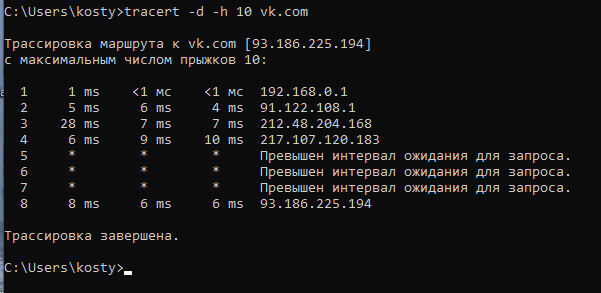 C:\Users\kosty>tracert -d -h 10 vk.com
Трассировка маршрута к vk.com [93.186.225.194]
с максимальным числом прыжков 10:
1 1 ms <1 мс <1 мс 192.168.0.1
2 5 ms 6 ms 4 ms 91.122.108.1
3 28 ms 7 ms 7 ms 212.48.204.168
4 6 ms 9 ms 10 ms 217.107.120.183
5 * * * Превышен интервал ожидания для запроса.
6 * * * Превышен интервал ожидания для запроса.
7 * * * Превышен интервал ожидания для запроса.
8 8 ms 6 ms 6 ms 93.186.225.194
Трассировка завершена.
C:\Users\kosty>